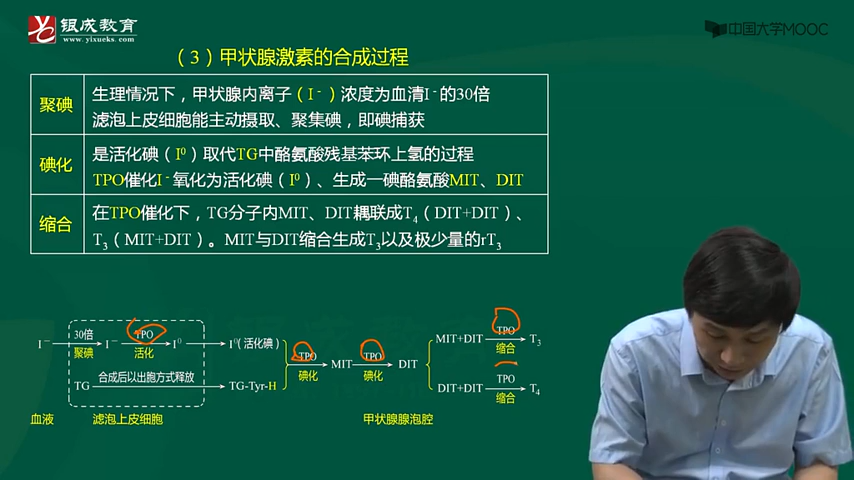 银成教育
www.yixueks.com
中国大学MOOC
（3）甲状腺激素的合成过程
聚碘
生理情况下，甲状腺内离子（I⁻）浓度为血清I⁻的30倍
滤泡上皮细胞能主动摄取、聚集碘，即碘捕获
碘化
是活化碘（I⁰）取代TG中酪氨酸残基苯环上氢的过程
TPO催化I⁻氧化为活化碘（I⁰）、生成一碘酪氨酸MIT、DIT
缩合
在TPO催化下，TG分子内MIT、DIT耦联成T₄（DIT+DIT）、
T₃（MIT+DIT）。MIT与DIT缩合生成T₃以及极少量的rT₃
I⁻ 30倍 聚碘 I⁻ TPO 活化 I⁰ I⁰（活化碘）
TG 合成后以出胞方式释放 TG-Tyr-H
TPO 碘化 MIT TPO 碘化 DIT
MIT+DIT TPO 缩合 T₃
DIT+DIT TPO 缩合 T₄
血液 滤泡上皮细胞 甲状腺腺泡腔